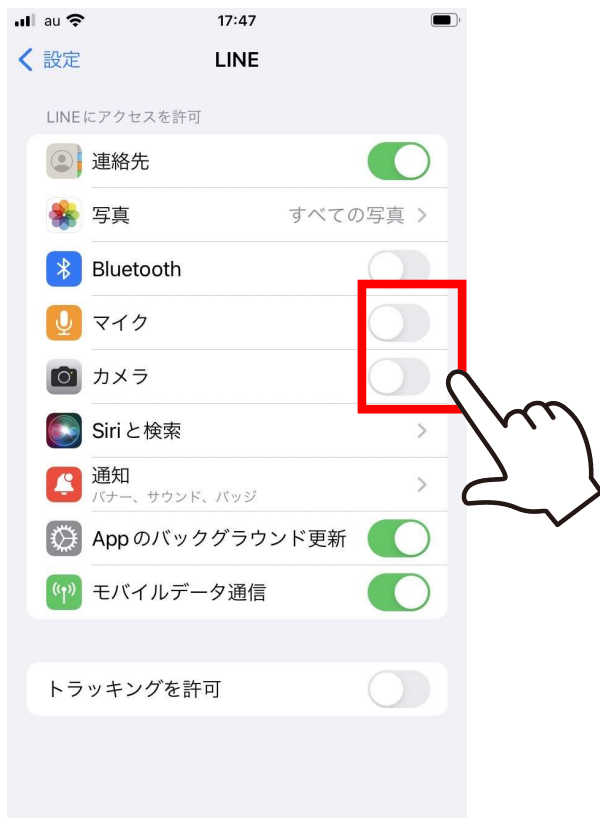 au 17:47
設定 LINE
LINEにアクセスを許可
連絡先
写真 すべての写真
Bluetooth
マイク
カメラ
Siriと検索
通知
バナー、サウンド、バッジ
Appのバックグラウンド更新
モバイルデータ通信
トラッキングを許可